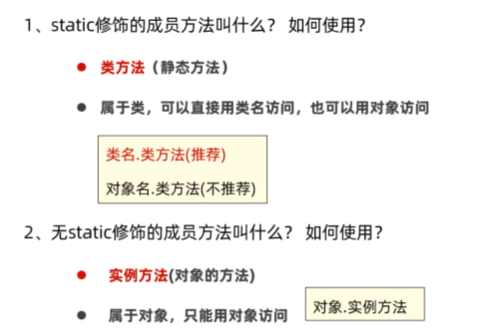 1、static修饰的成员方法叫什么？ 如何使用？
类方法（静态方法）
属于类，可以直接用类名访问，也可以用对象访问
类名.类方法(推荐)
对象名.类方法(不推荐)
2、无static修饰的成员方法叫什么？ 如何使用？
实例方法(对象的方法)
属于对象，只能用对象访问
对象.实例方法